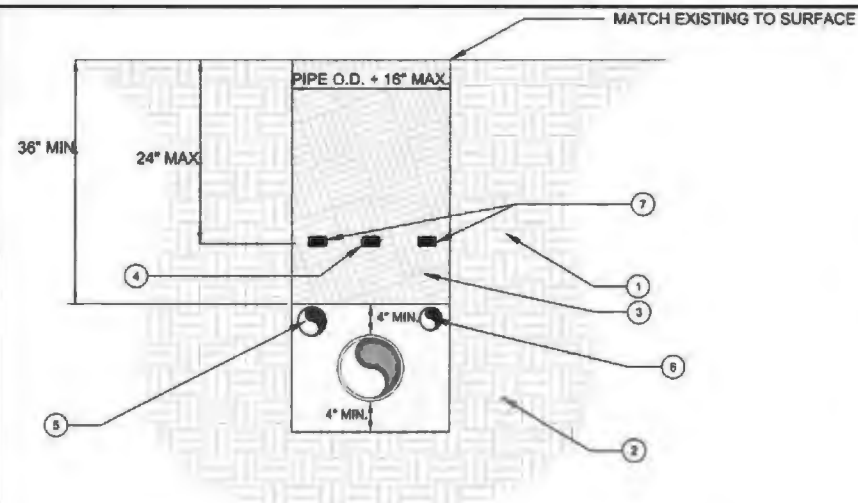 MATCH EXISTING TO SURFACE
PIPE O.D. + 16" MAX.
36" MIN.
24" MAX.
7
4
1
3
4" MIN.
6
4" MIN.
5
2